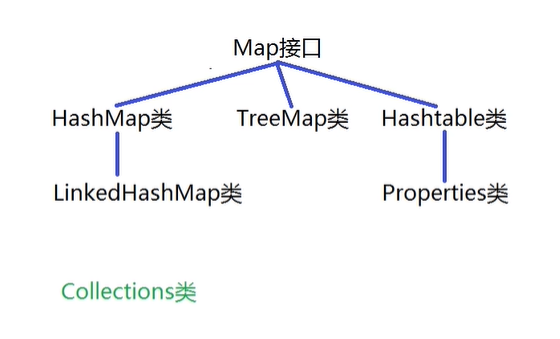 Map接口
HashMap类 TreeMap类 Hashtable类
LinkedHashMap类 Properties类
Collections类